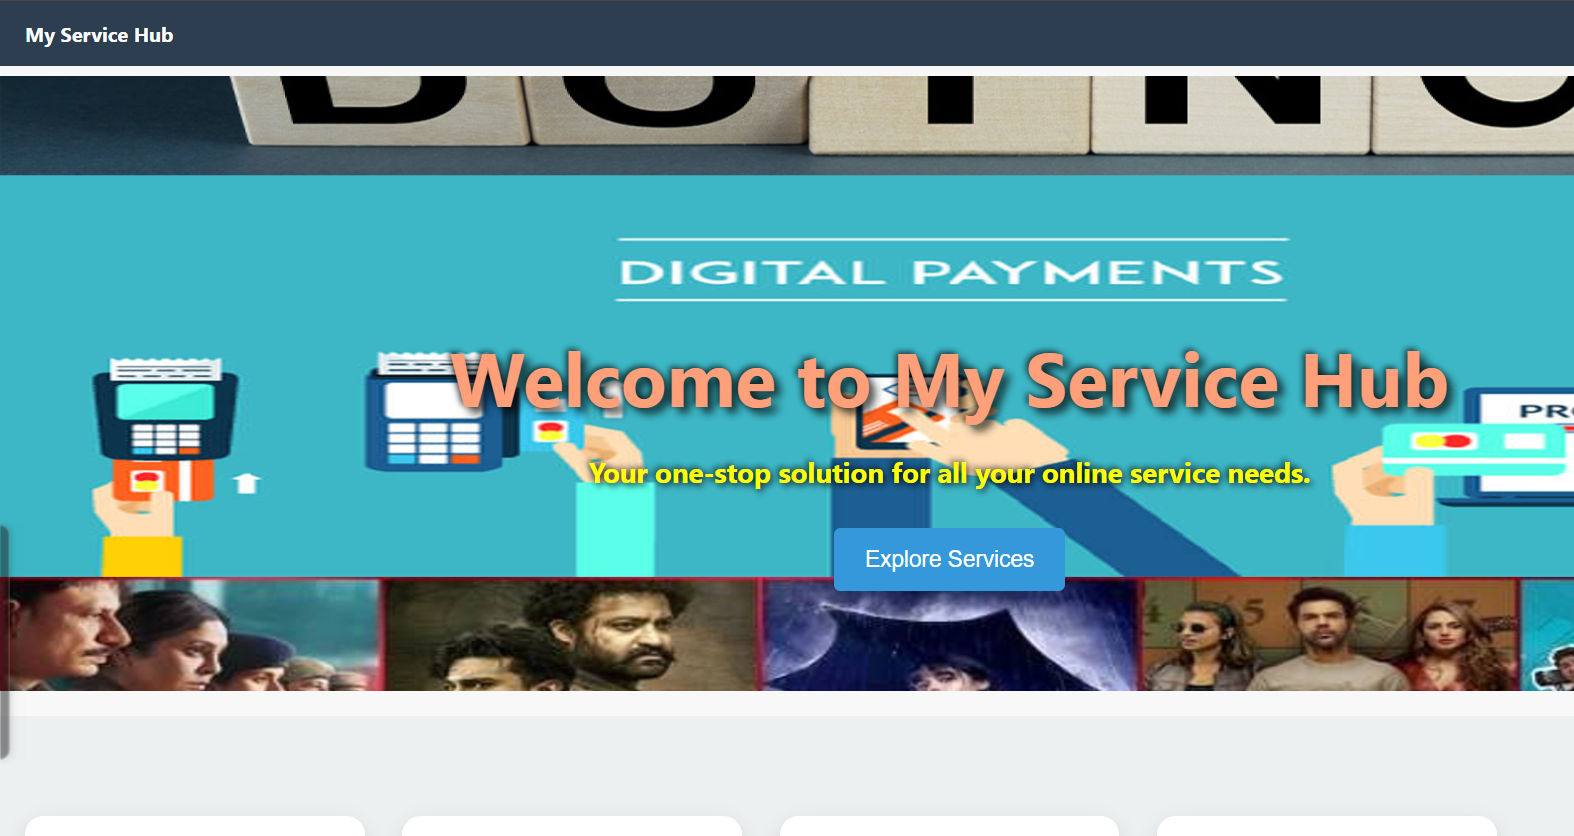 My Service Hub
DIGITAL PAYMENTS
Welcome to My Service Hub
Your one-stop solution for all your online service needs.
Explore Services